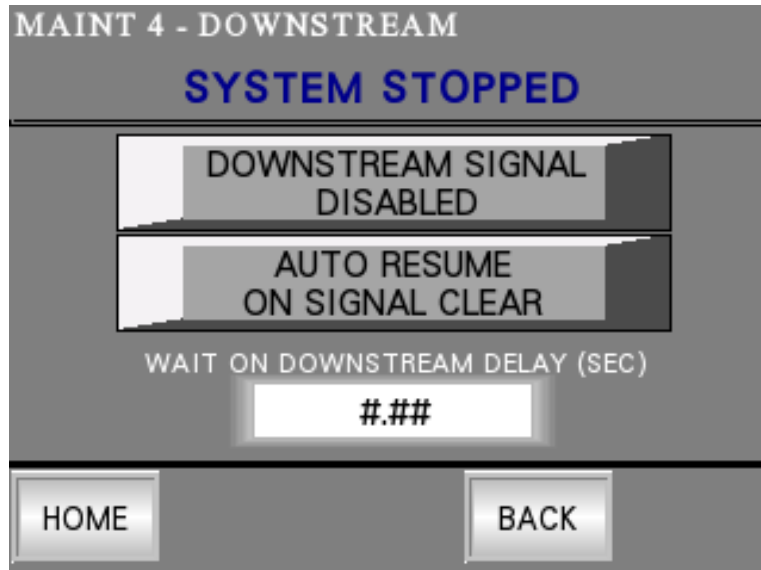 MAINT 4 - DOWNSTREAM
SYSTEM STOPPED
DOWNSTREAM SIGNAL
DISABLED
AUTO RESUME
ON SIGNAL CLEAR
WAIT ON DOWNSTREAM DELAY (SEC)
#.##
HOME
BACK